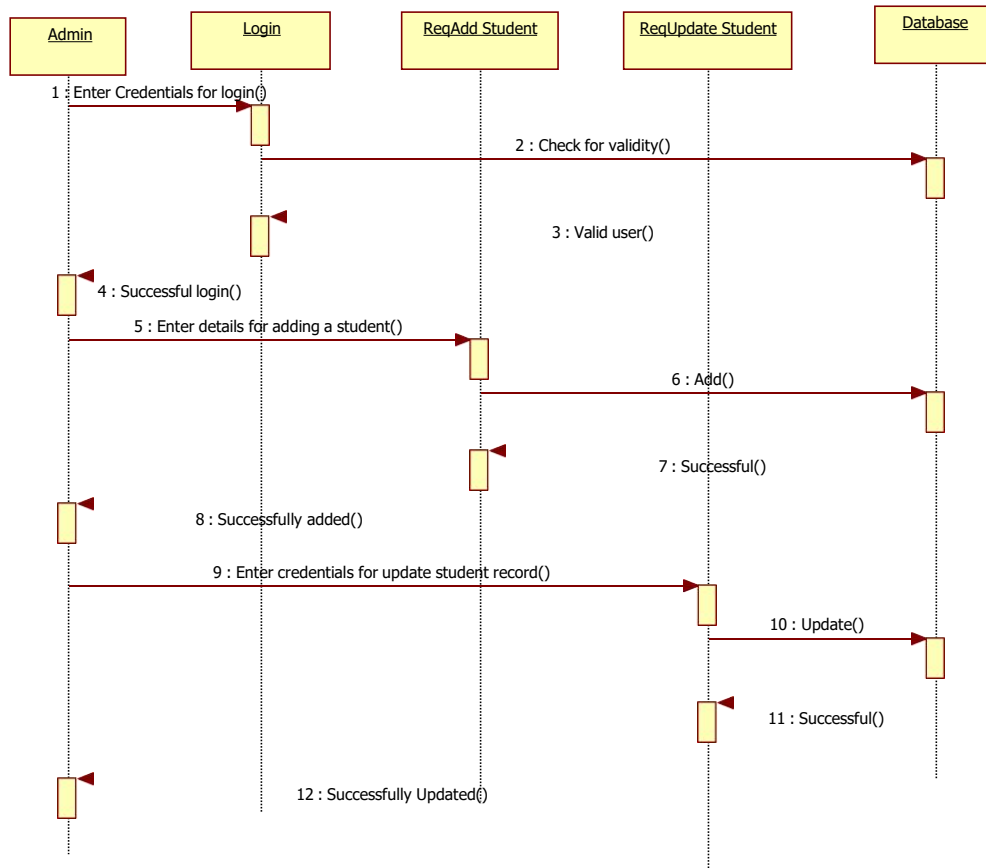 Admin
Login
ReqAdd Student
ReqUpdate Student
Database
1 : Enter Credentials for login()
2 : Check for validity()
3 : Valid user()
4 : Successful login()
5 : Enter details for adding a student()
6 : Add()
7 : Successful()
8 : Successfully added()
9 : Enter credentials for update student record()
10 : Update()
11 : Successful()
12 : Successfully Updated()